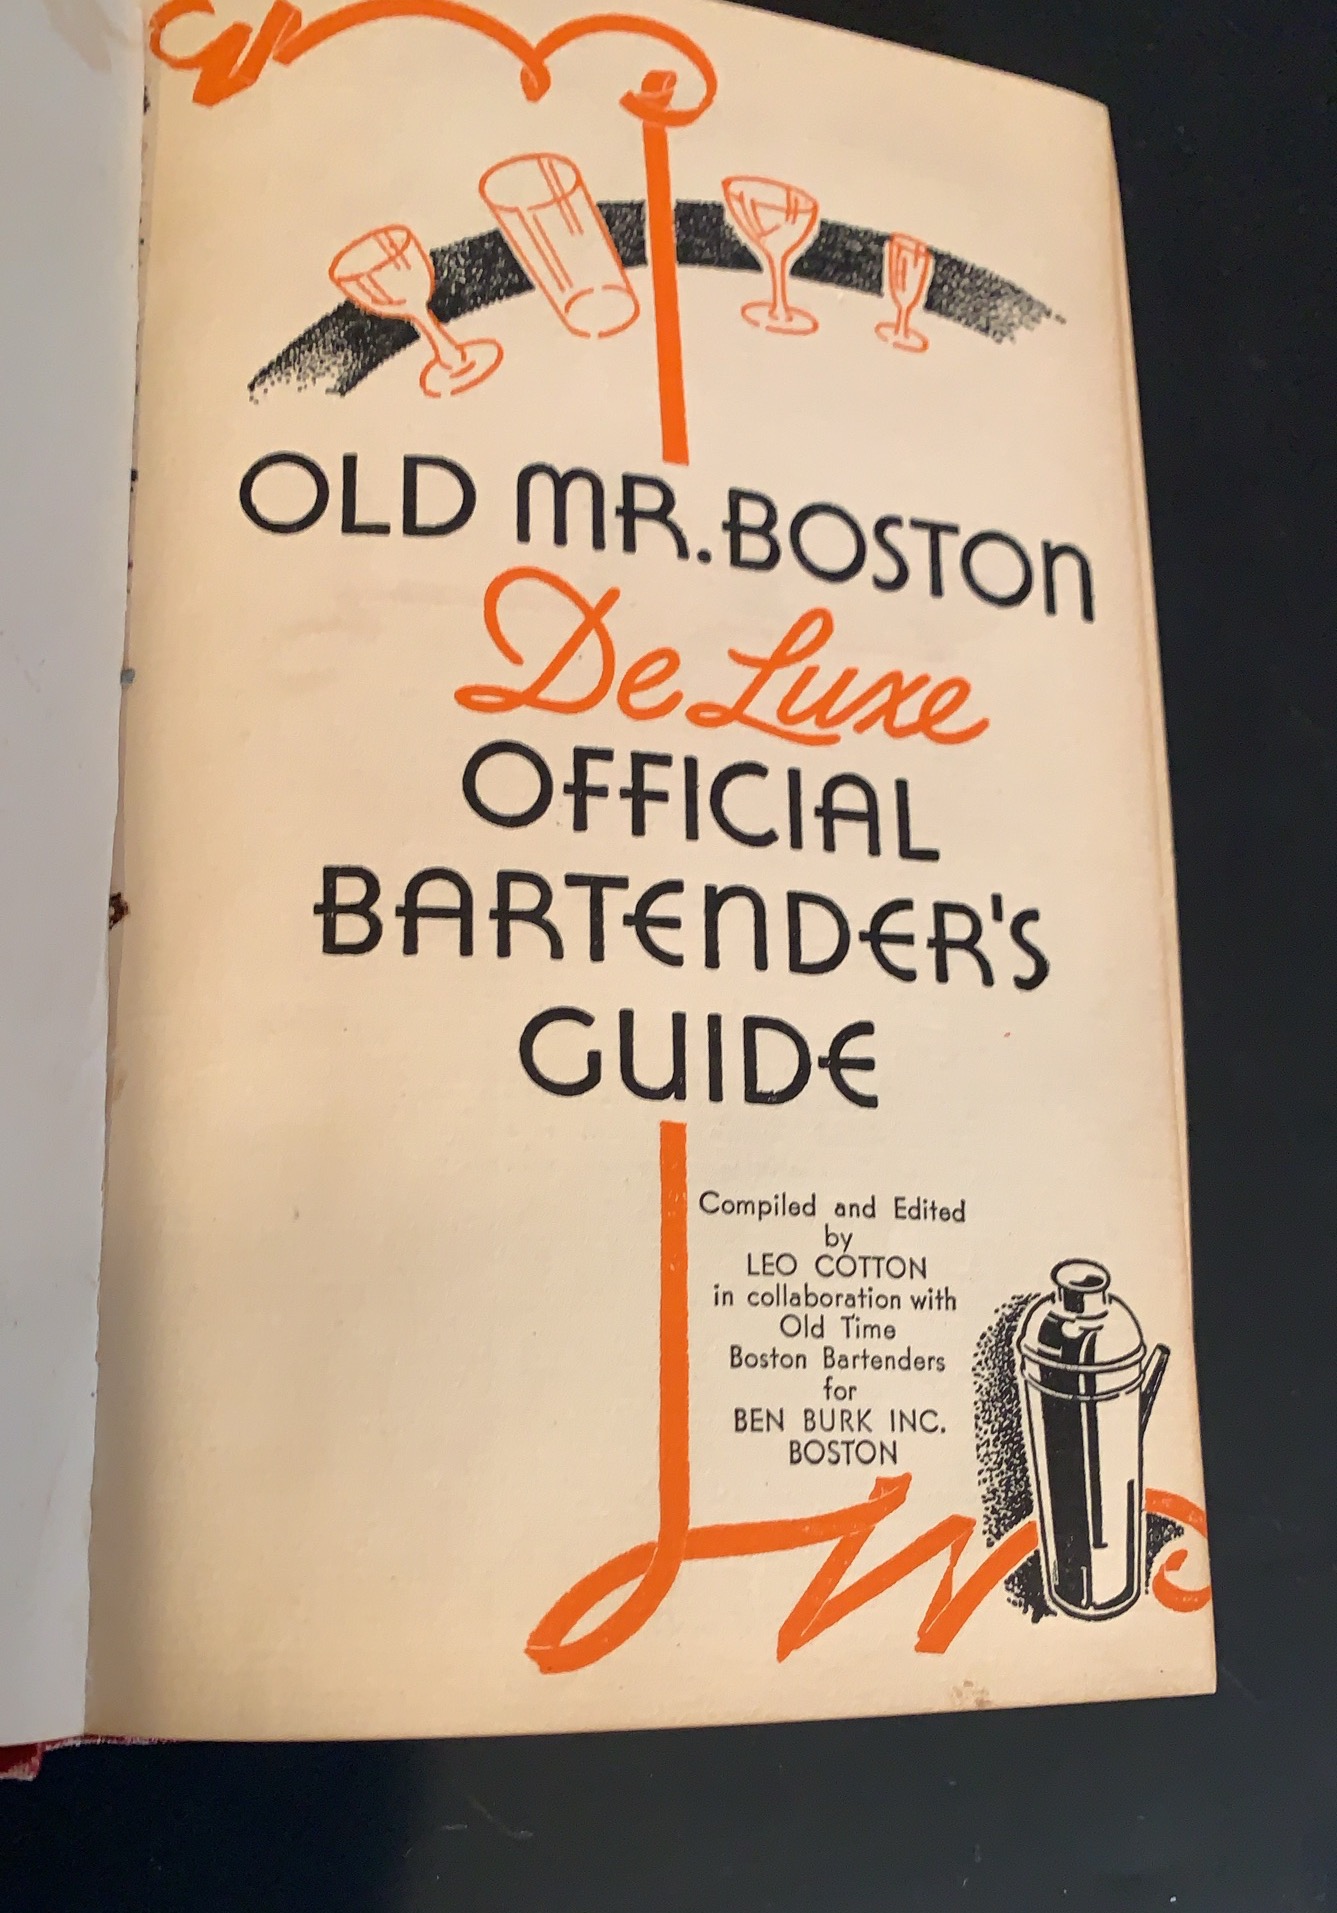 OLD MR. BOSTON
De Luxe
OFFICIAL
BARTENDER'S
GUIDE
Compiled and Edited
by
LEO COTTON
in collaboration with
Old Time
Boston Bartenders
for
BEN BURK INC.
BOSTON